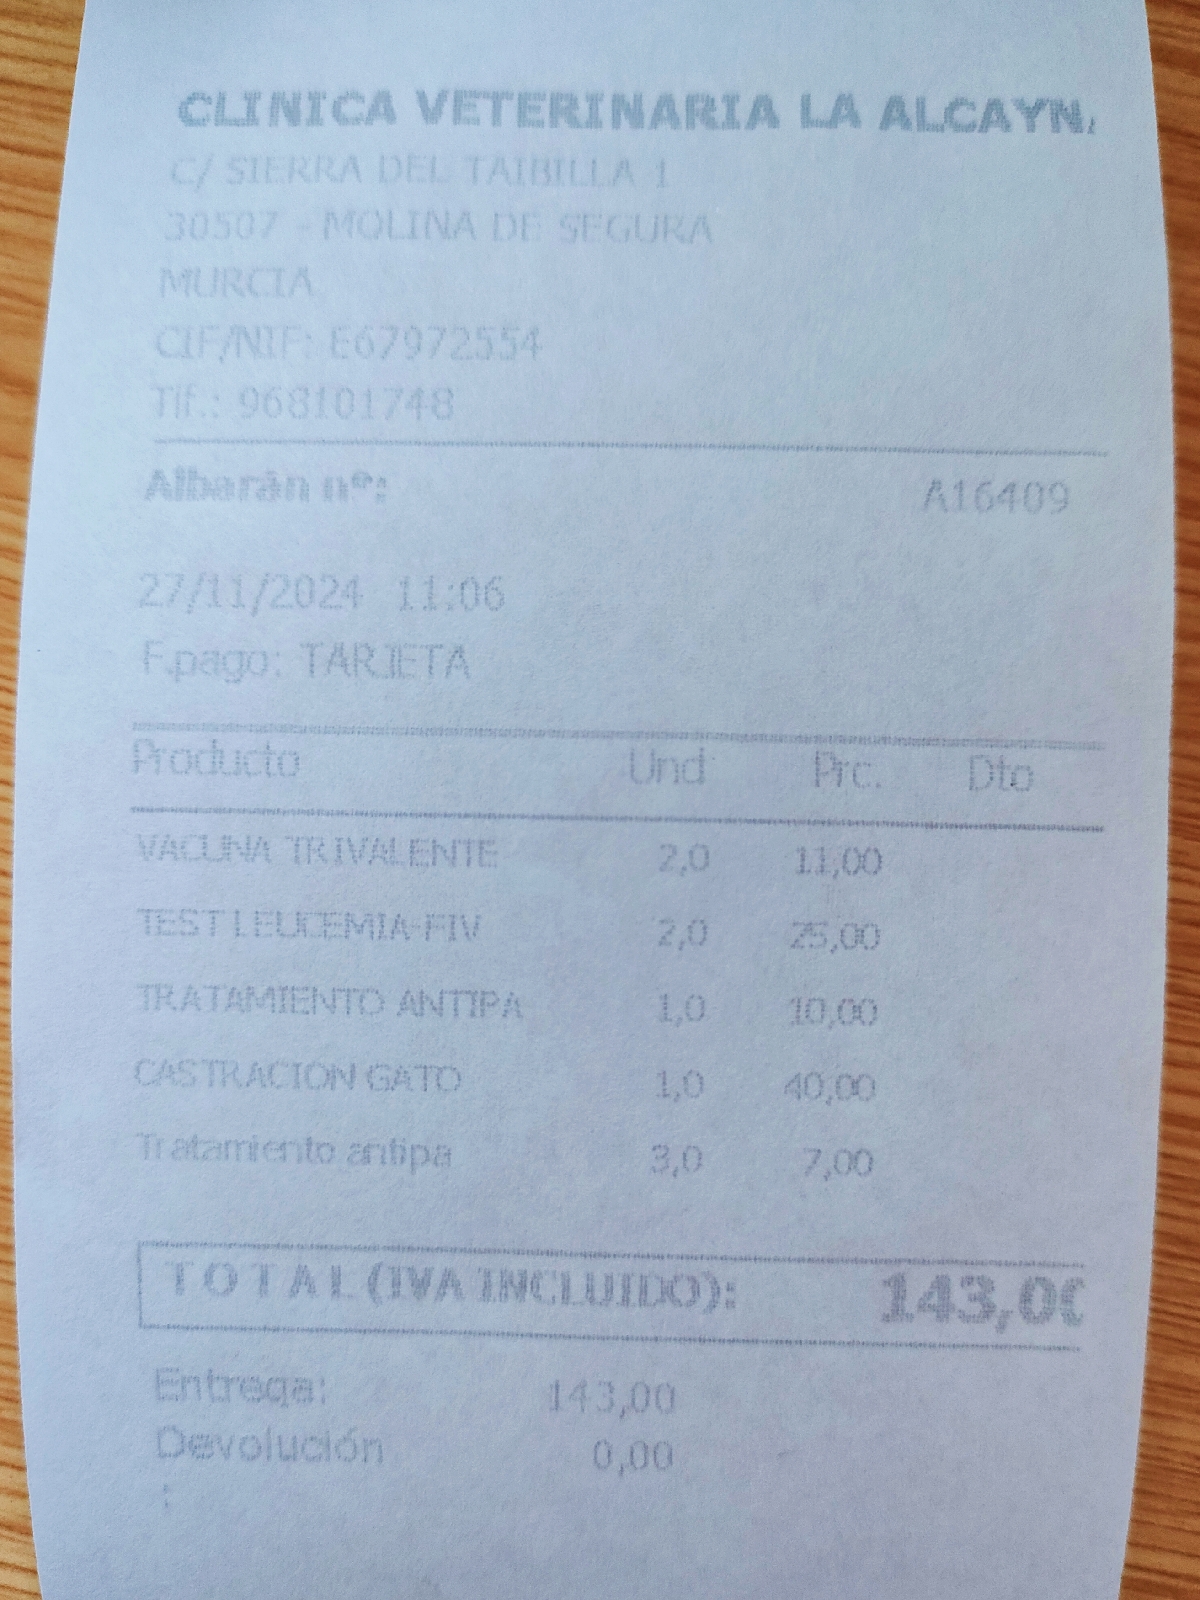 CLINICA VETERINARIA LA ALCAYN
C/ SIERRA DEL TAIBILLA 1
30507 - MOLINA DE SEGURA
MURCIA
CIF/NIF: E67972554
Tlf.: 968101748
Albarán nº: A16409
27/11/2024 11:06
F.pago: TARJETA
Producto Und Prc. Dto
VACUNA TRIVALENTE 2,0 11,00
TEST LEUCEMIA-FIV 2,0 25,00
TRATAMIENTO ANTIPA 1,0 10,00
CASTRACION GATO 1,0 40,00
Tratamiento antipa 3,0 7,00
TOTAL (IVA INCLUIDO): 143,00
Entrega: 143,00
Devolución 0,00
: